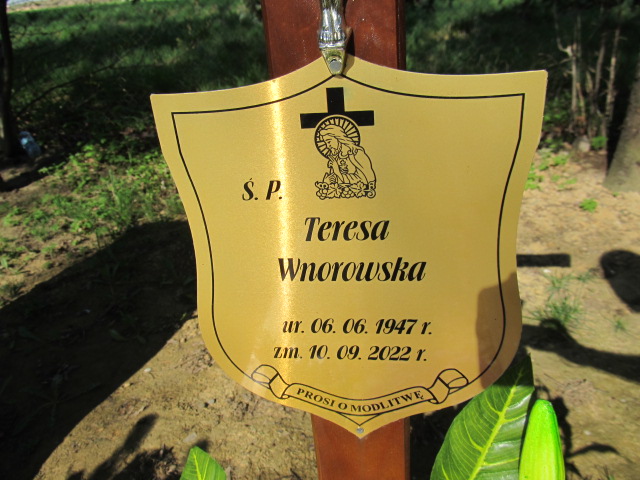 Ś. P.
Teresa
Wnorowska
ur. 06. 06. 1947 r.
zm. 10. 09. 2022 r.
PROSI O MODLITWĘ